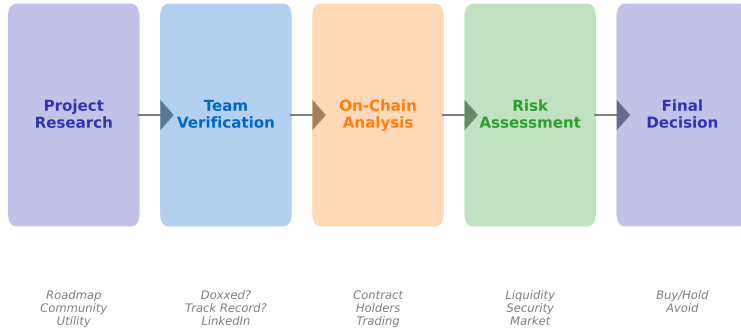 Project
Research
Team
Verification
On-Chain
Analysis
Risk
Assessment
Final
Decision
Roadmap
Community
Utility
Doxxed?
Track Record?
LinkedIn
Contract
Holders
Trading
Liquidity
Security
Market
Buy/Hold
Avoid